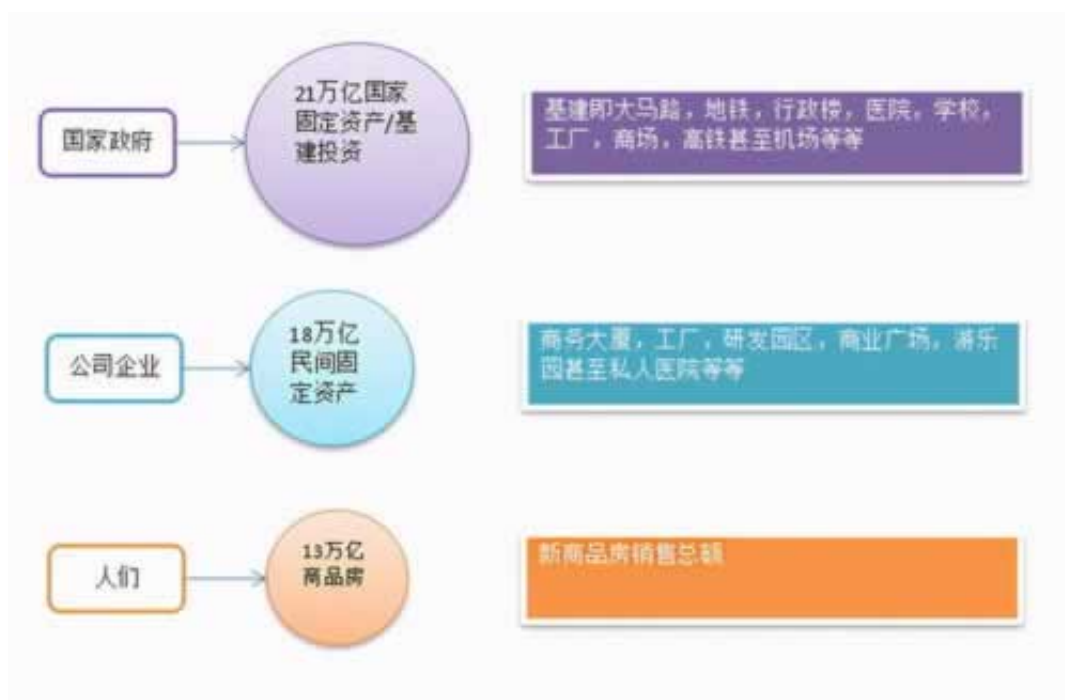 国家政府
21万亿国家
固定资产/基
建投资
基建即大马路，地铁，行政楼，医院，学校，
工厂，商场，高铁甚至机场等等
公司企业
18万亿
民间固
定资产
商务大厦，工厂，研发园区，商业广场，游乐
园甚至私人医院等等
人们
13万亿
商品房
新商品房销售总额